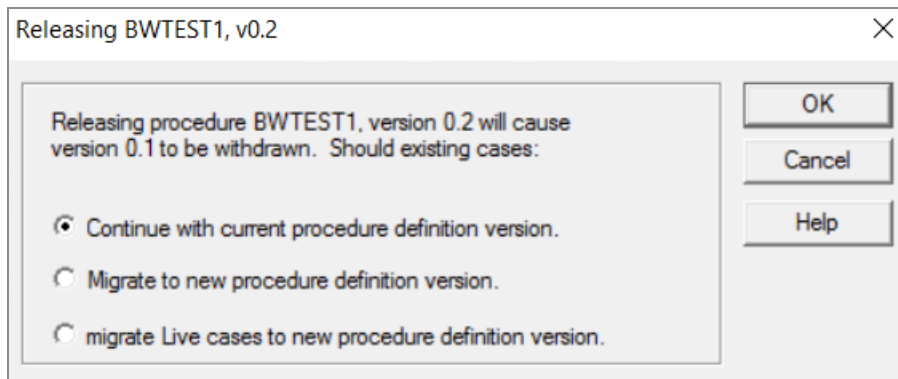 Releasing BWTEST1, v0.2
Releasing procedure BWTEST1, version 0.2 will cause
version 0.1 to be withdrawn.  Should existing cases:
Continue with current procedure definition version.
Migrate to new procedure definition version.
migrate Live cases to new procedure definition version.
OK
Cancel
Help